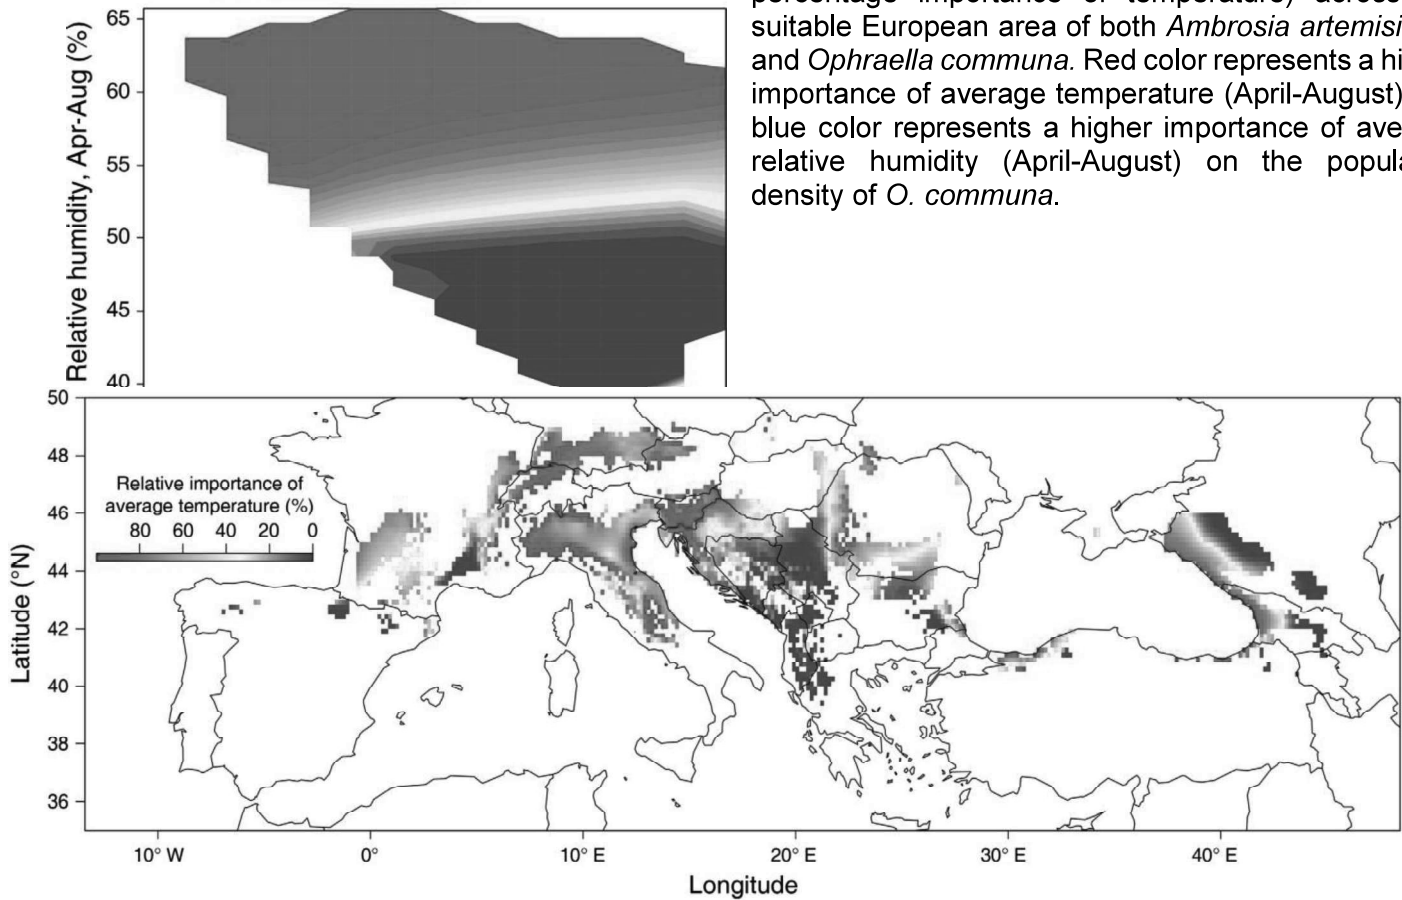 percentage importance of temperature) across
suitable European area of both Ambrosia artemisi
and Ophraella communa. Red color represents a hi
importance of average temperature (April-August)
blue color represents a higher importance of ave
relative humidity (April-August) on the popul
density of O. communa.
Relative humidity, Apr-Aug (%)
65
60
55
50
45
40
50
48
46
44
42
40
38
36
Latitude (°N)
Relative importance of
average temperature (%)
80 60 40 20 0
10° W 0° 10° E 20° E 30° E 40° E
Longitude